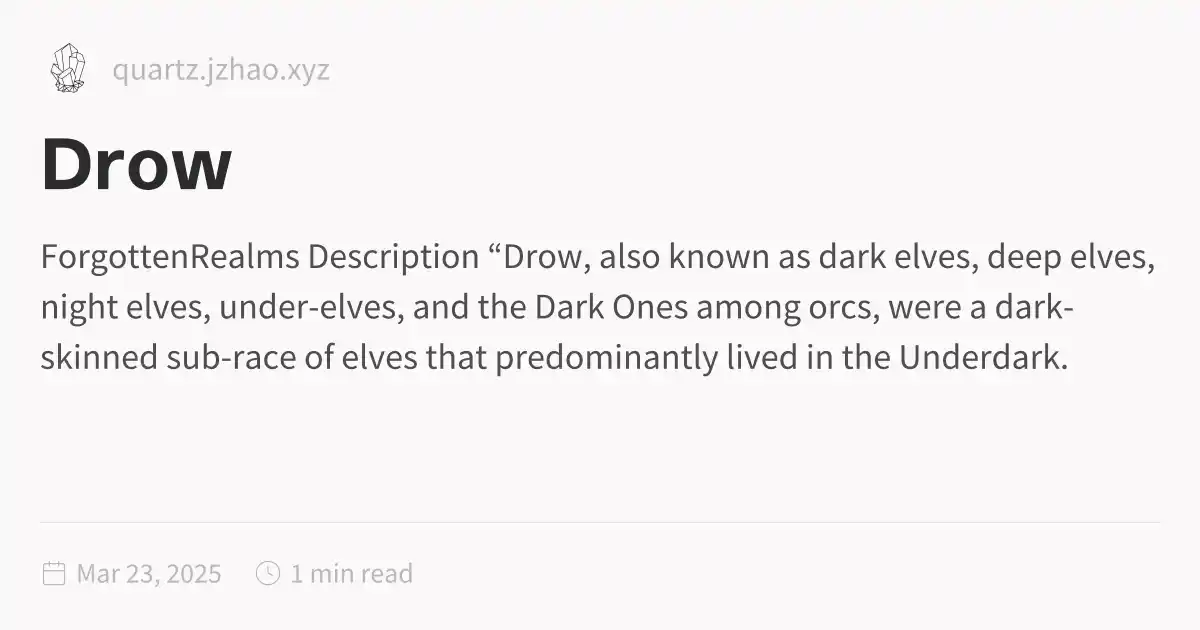 quartz.jzhao.xyz
Drow
ForgottenRealms Description “Drow, also known as dark elves, deep elves,
night elves, under-elves, and the Dark Ones among orcs, were a dark-
skinned sub-race of elves that predominantly lived in the Underdark.
Mar 23, 2025 1 min read